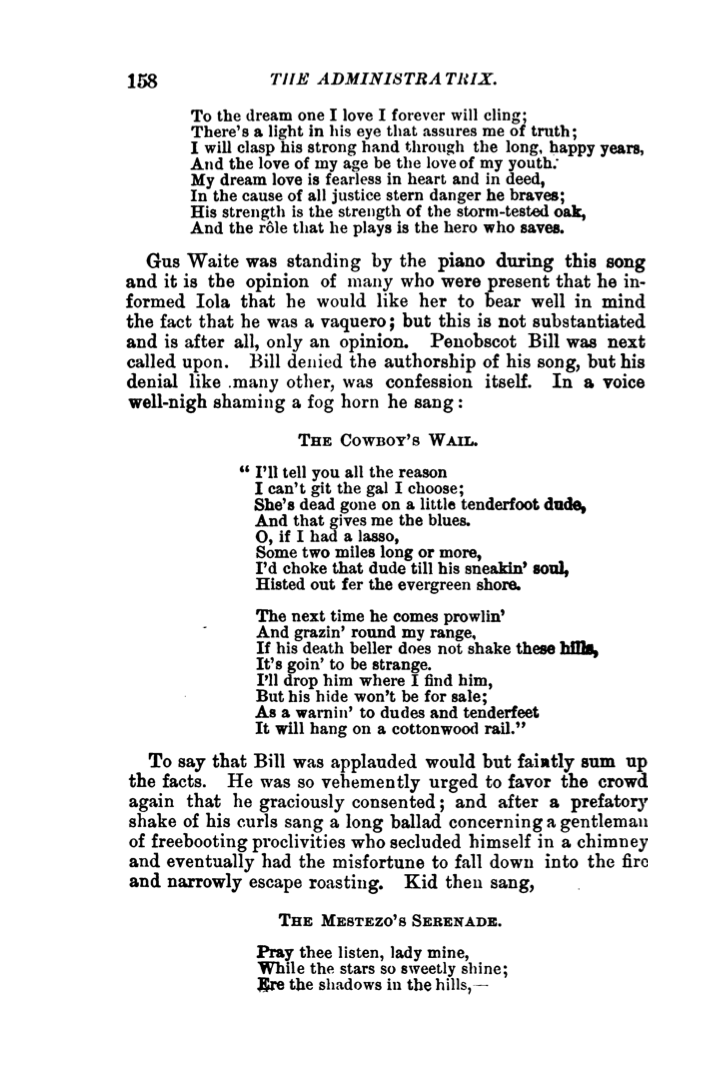 158 THE ADMINISTRATRIX.
To the dream one I love I forever will cling;
There's a light in his eye that assures me of truth;
I will clasp his strong hand through the long, happy years,
And the love of my age be the love of my youth.
My dream love is fearless in heart and in deed,
In the cause of all justice stern danger he braves;
His strength is the strength of the storm-tested oak,
And the rôle that he plays is the hero who saves.
Gus Waite was standing by the piano during this song
and it is the opinion of many who were present that he in-
formed Iola that he would like her to bear well in mind
the fact that he was a vaquero; but this is not substantiated
and is after all, only an opinion. Penobscot Bill was next
called upon. Bill denied the authorship of his song, but his
denial like many other, was confession itself. In a voice
well-nigh shaming a fog horn he sang:
THE COWBOY'S WAIL.
“ I'll tell you all the reason
I can't git the gal I choose;
She's dead gone on a little tenderfoot dude,
And that gives me the blues.
O, if I had a lasso,
Some two miles long or more,
I'd choke that dude till his sneakin' soul,
Histed out fer the evergreen shore.
The next time he comes prowlin'
And grazin' round my range,
If his death beller does not shake these hills,
It's goin' to be strange.
I'll drop him where I find him,
But his hide won't be for sale;
As a warnin' to dudes and tenderfeet
It will hang on a cottonwood rail.”
To say that Bill was applauded would but faintly sum up
the facts. He was so vehemently urged to favor the crowd
again that he graciously consented; and after a prefatory
shake of his curls sang a long ballad concerning a gentleman
of freebooting proclivities who secluded himself in a chimney
and eventually had the misfortune to fall down into the fire
and narrowly escape roasting. Kid then sang,
THE MESTEZO'S SERENADE.
Pray thee listen, lady mine,
While the stars so sweetly shine;
Ere the shadows in the hills,—